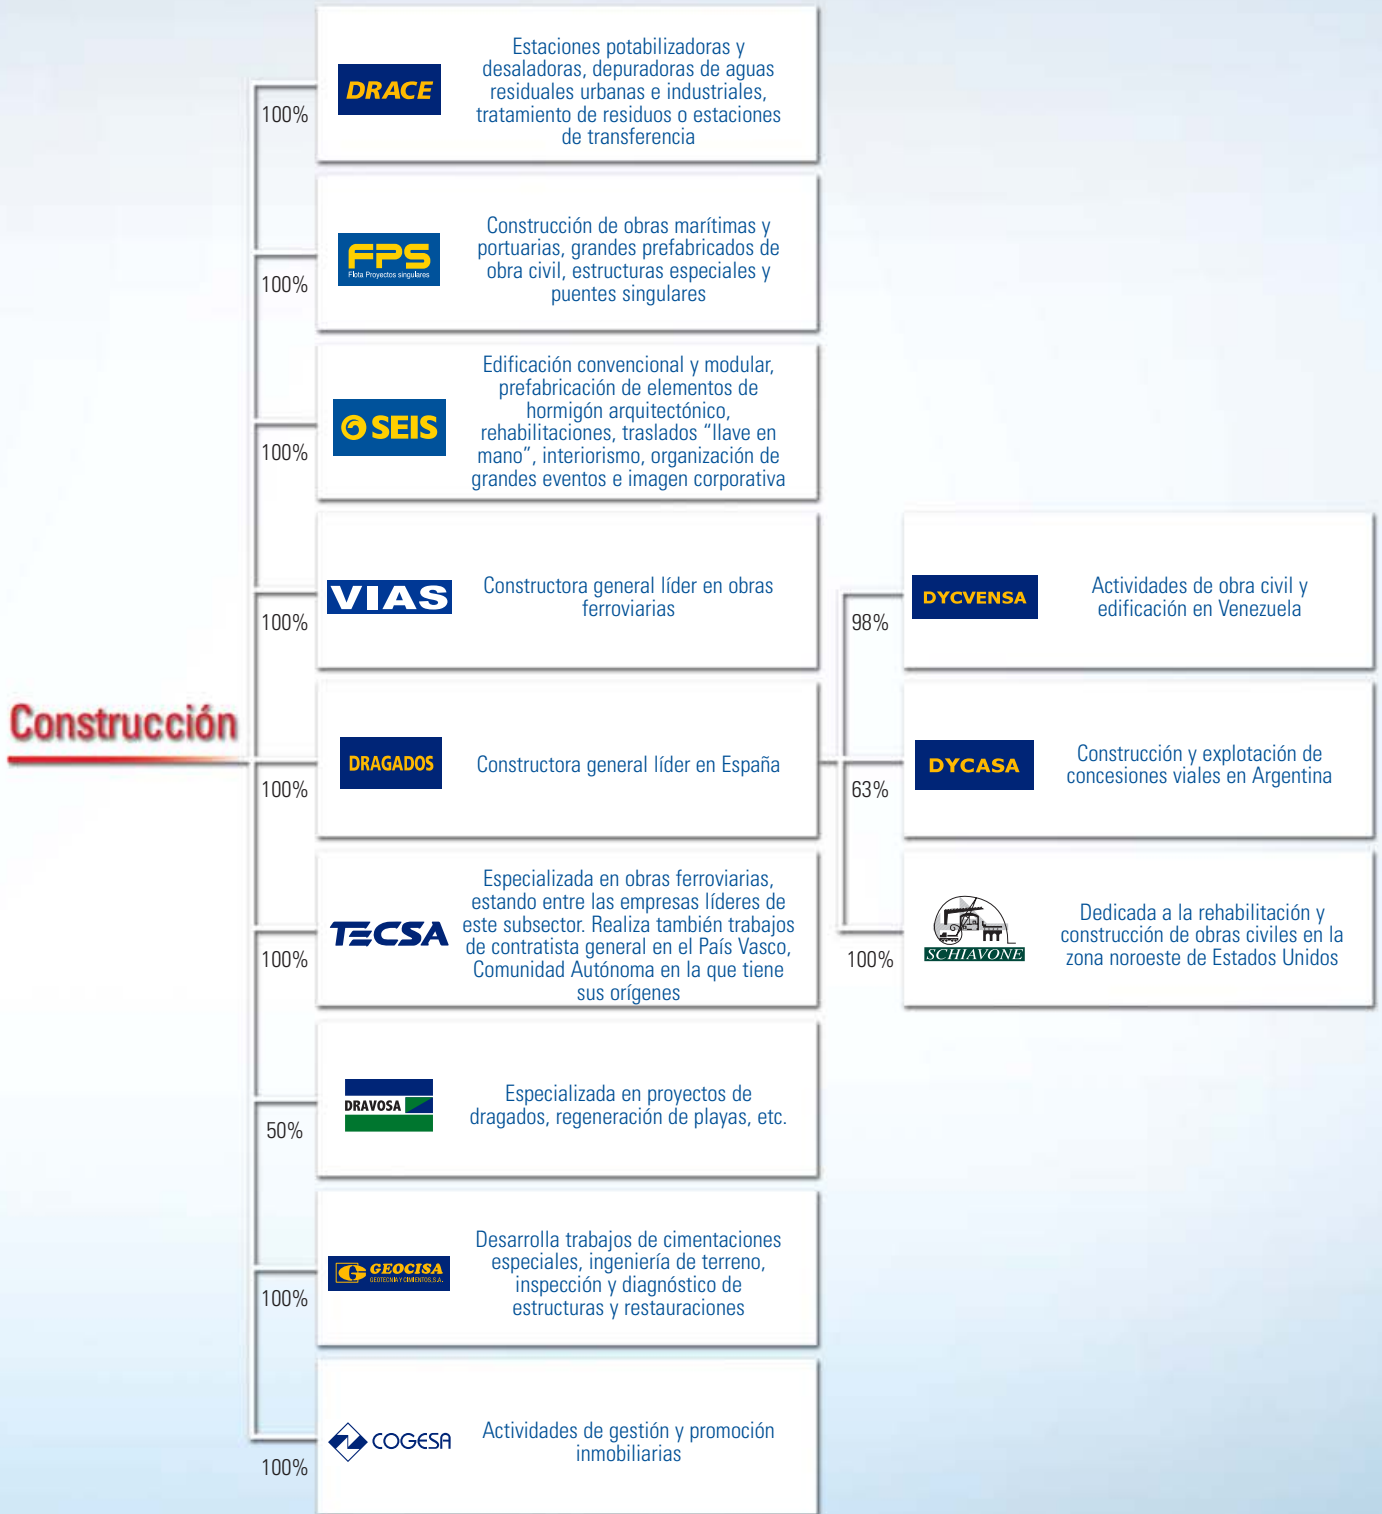 DRACE
Estaciones potabilizadoras y
desaladoras, depuradoras de aguas
residuales urbanas e industriales,
tratamiento de residuos o estaciones
de transferencia
100%
FPS
Flota Proyectos singulares
Construcción de obras marítimas y
portuarias, grandes prefabricados de
obra civil, estructuras especiales y
puentes singulares
100%
SEIS
Edificación convencional y modular,
prefabricación de elementos de
hormigón arquitectónico,
rehabilitaciones, traslados “llave en
mano”, interiorismo, organización de
grandes eventos e imagen corporativa
100%
VIAS
Constructora general líder en obras
ferroviarias
100%
Construcción
DRAGADOS
Constructora general líder en España
100%
DYCVENSA
Actividades de obra civil y
edificación en Venezuela
98%
DYCASA
Construcción y explotación de
concesiones viales en Argentina
63%
SCHIAVONE
Dedicada a la rehabilitación y
construcción de obras civiles en la
zona noroeste de Estados Unidos
100%
TECSA
Especializada en obras ferroviarias,
estando entre las empresas líderes de
este subsector. Realiza también trabajos
de contratista general en el País Vasco,
Comunidad Autónoma en la que tiene
sus orígenes
100%
DRAVOSA
Especializada en proyectos de
dragados, regeneración de playas, etc.
50%
GEOCISA
GEOTECNIA Y CIMIENTOS, S.A.
Desarrolla trabajos de cimentaciones
especiales, ingeniería de terreno,
inspección y diagnóstico de
estructuras y restauraciones
100%
COGESA
Actividades de gestión y promoción
inmobiliarias
100%